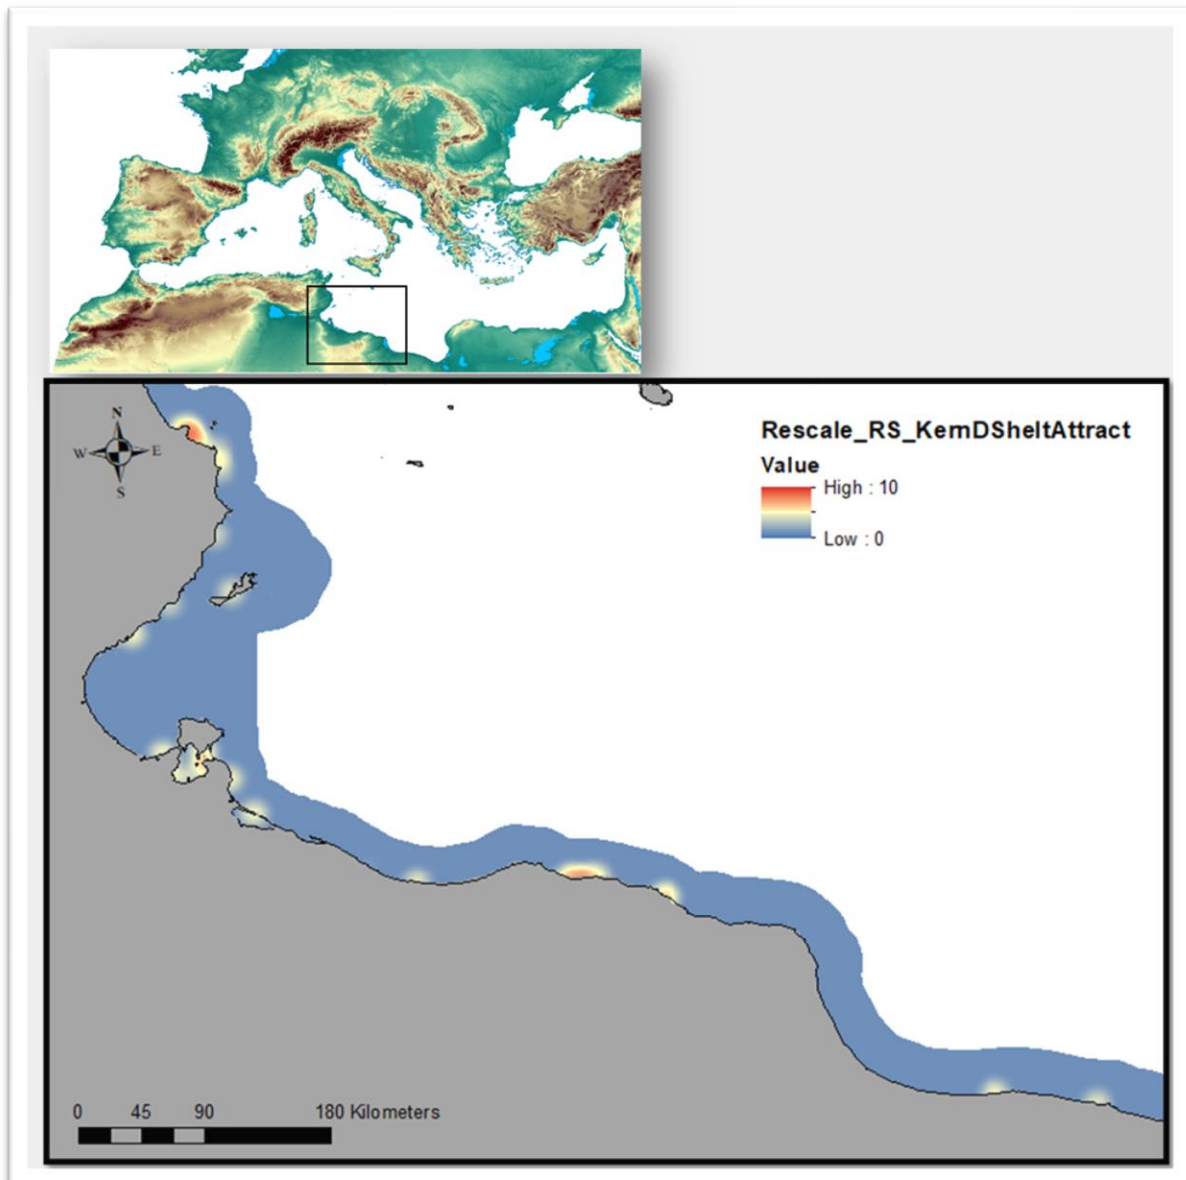 N
W E
S
Rescale_RS_KernDSheltAttract
Value
High : 10
Low : 0
0 45 90 180 Kilometers